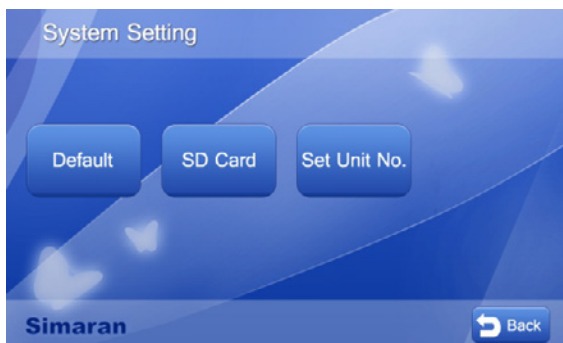 System Setting
Default
SD Card
Set Unit No.
Simaran
Back